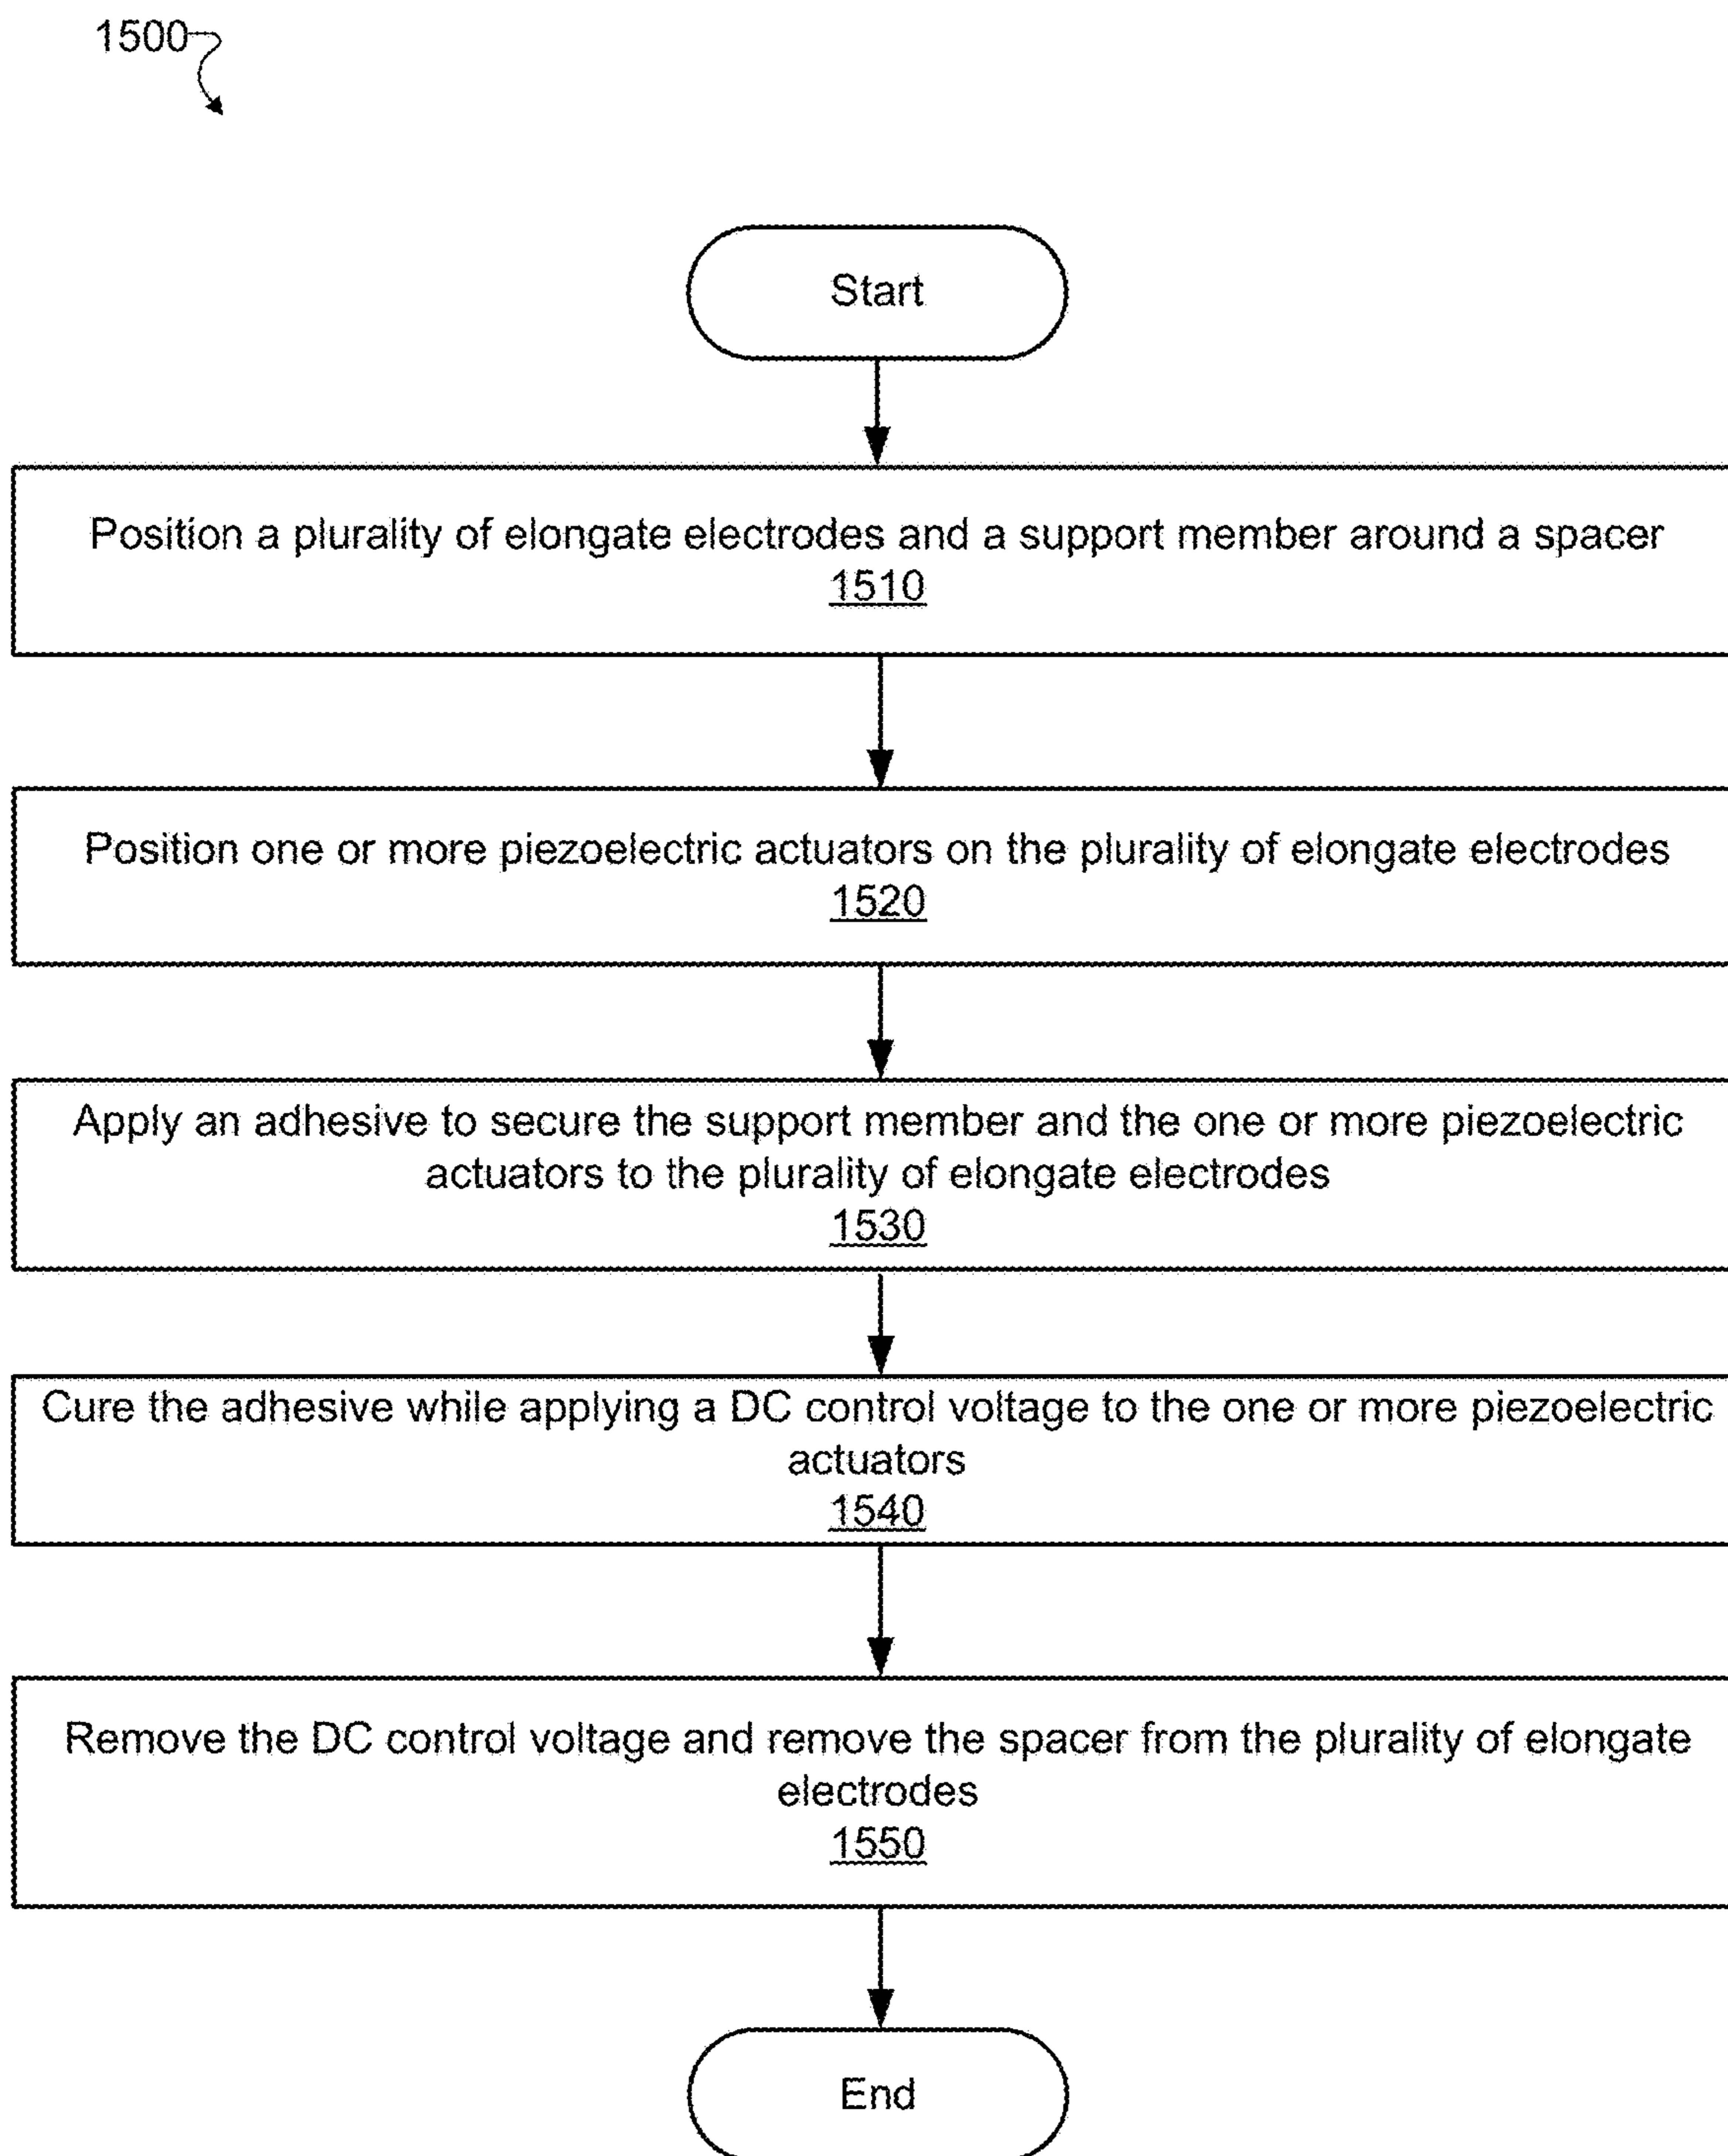 1500
Start
Position a plurality of elongate electrodes and a support member around a spacer
1510
Position one or more piezoelectric actuators on the plurality of elongate electrodes
1520
Apply an adhesive to secure the support member and the one or more piezoelectric
actuators to the plurality of elongate electrodes
1530
Cure the adhesive while applying a DC control voltage to the one or more piezoelectric
actuators
1540
Remove the DC control voltage and remove the spacer from the plurality of elongate
electrodes
1550
End